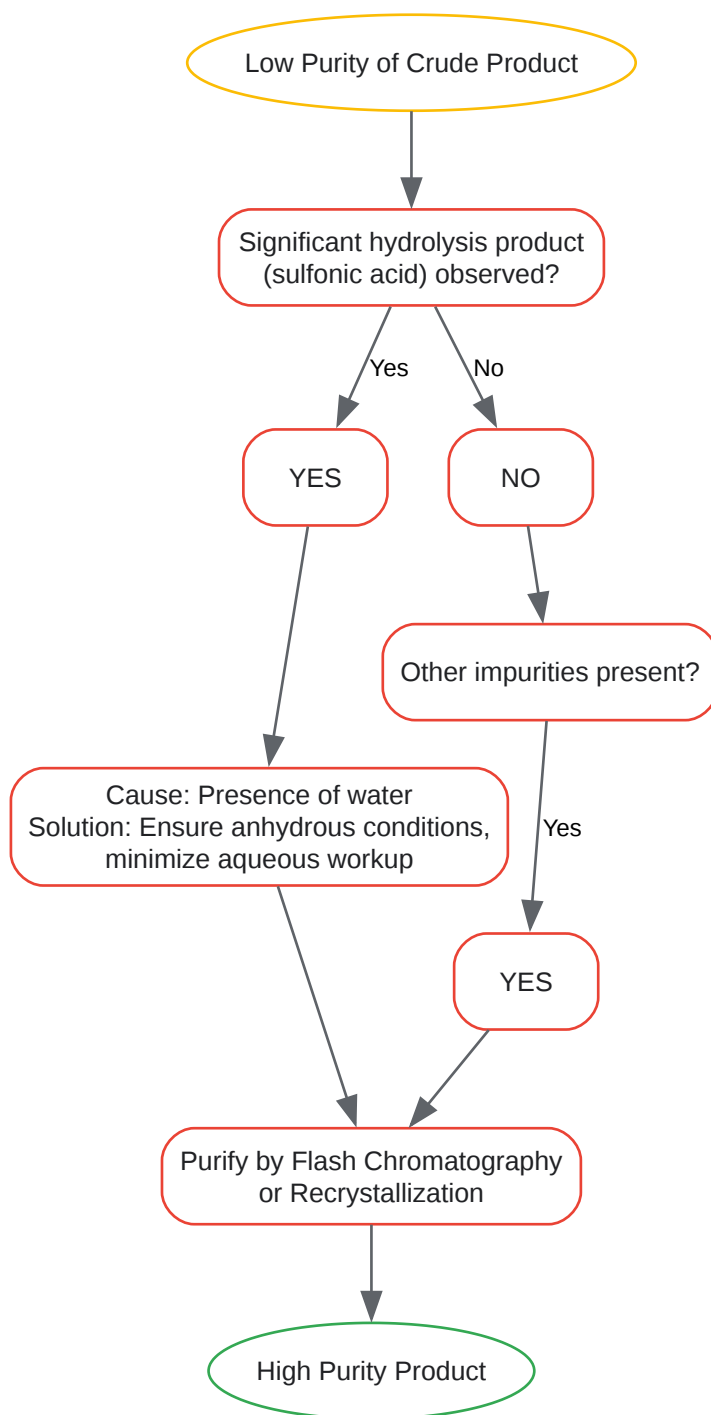 Low Purity of Crude Product
Significant hydrolysis product
(sulfonic acid) observed?
Yes
No
YES
NO
Other impurities present?
Cause: Presence of water
Solution: Ensure anhydrous conditions,
minimize aqueous workup
Yes
YES
Purify by Flash Chromatography
or Recrystallization
High Purity Product